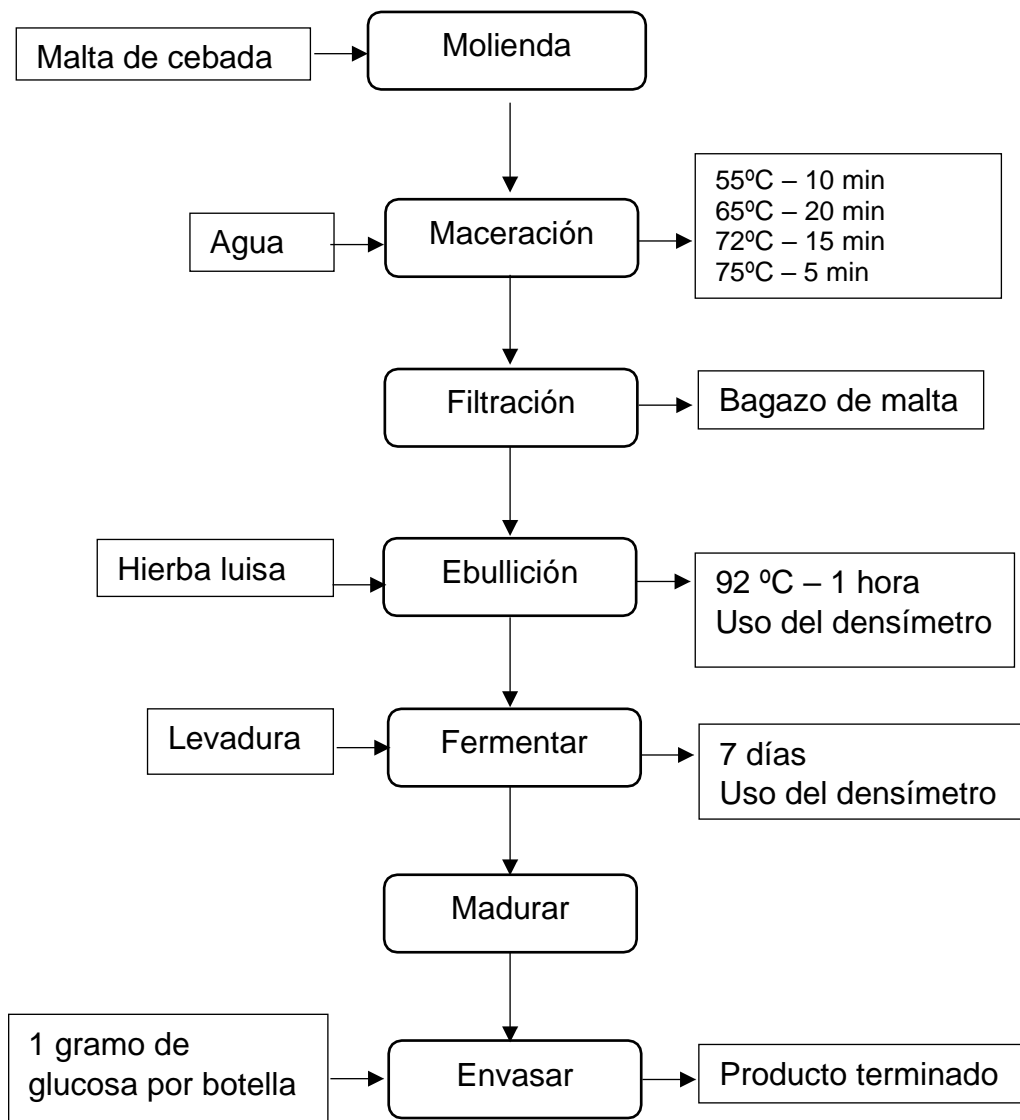 Malta de cebada
Molienda
Agua
Maceración
55ºC – 10 min
65ºC – 20 min
72ºC – 15 min
75ºC – 5 min
Filtración
Bagazo de malta
Hierba luisa
Ebullición
92 ºC – 1 hora
Uso del densímetro
Levadura
Fermentar
7 días
Uso del densímetro
Madurar
1 gramo de
glucosa por botella
Envasar
Producto terminado